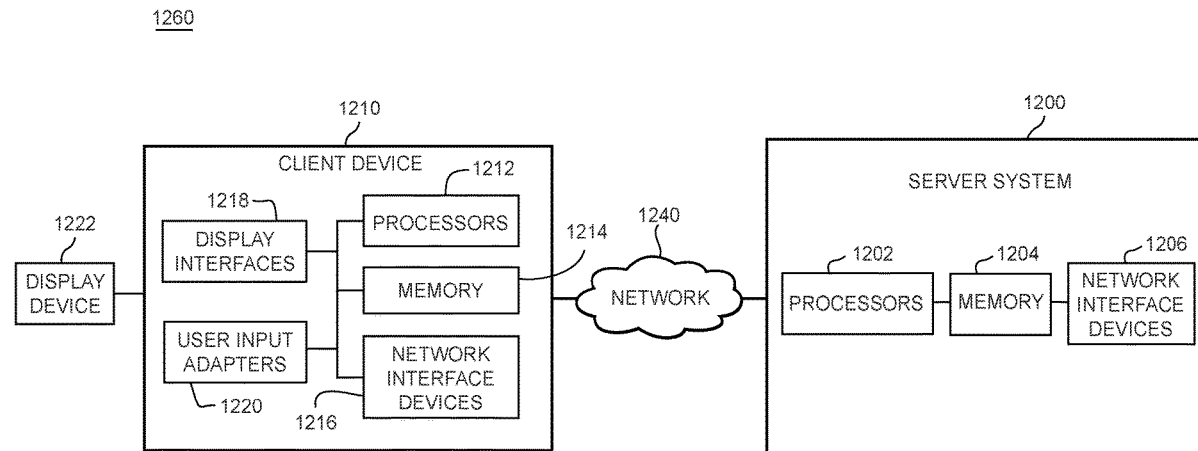 1260
1210
CLIENT DEVICE
1218
1212
DISPLAY
INTERFACES
PROCESSORS
1214
MEMORY
1222
DISPLAY
DEVICE
USER INPUT
ADAPTERS
1220
NETWORK
INTERFACE
DEVICES
1216
1240
NETWORK
1200
SERVER SYSTEM
1202
PROCESSORS
1204
MEMORY
1206
NETWORK
INTERFACE
DEVICES